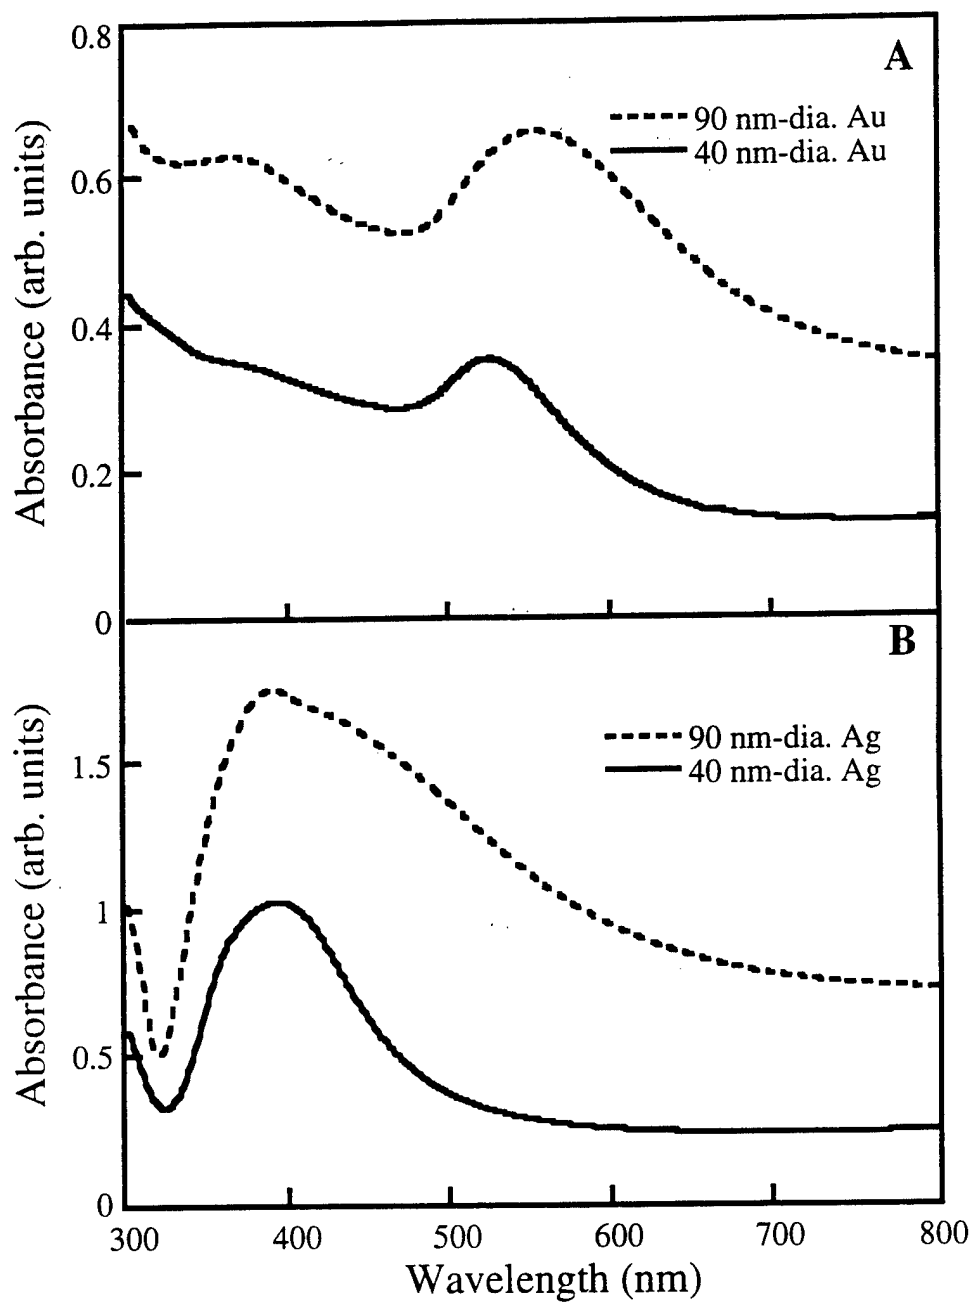 0.8
A
90 nm-dia. Au
40 nm-dia. Au
0.6
0.4
0.2
0
Absorbance (arb. units)
B
90 nm-dia. Ag
40 nm-dia. Ag
1.5
1
0.5
0
Absorbance (arb. units)
300 400 500 600 700 800
Wavelength (nm)